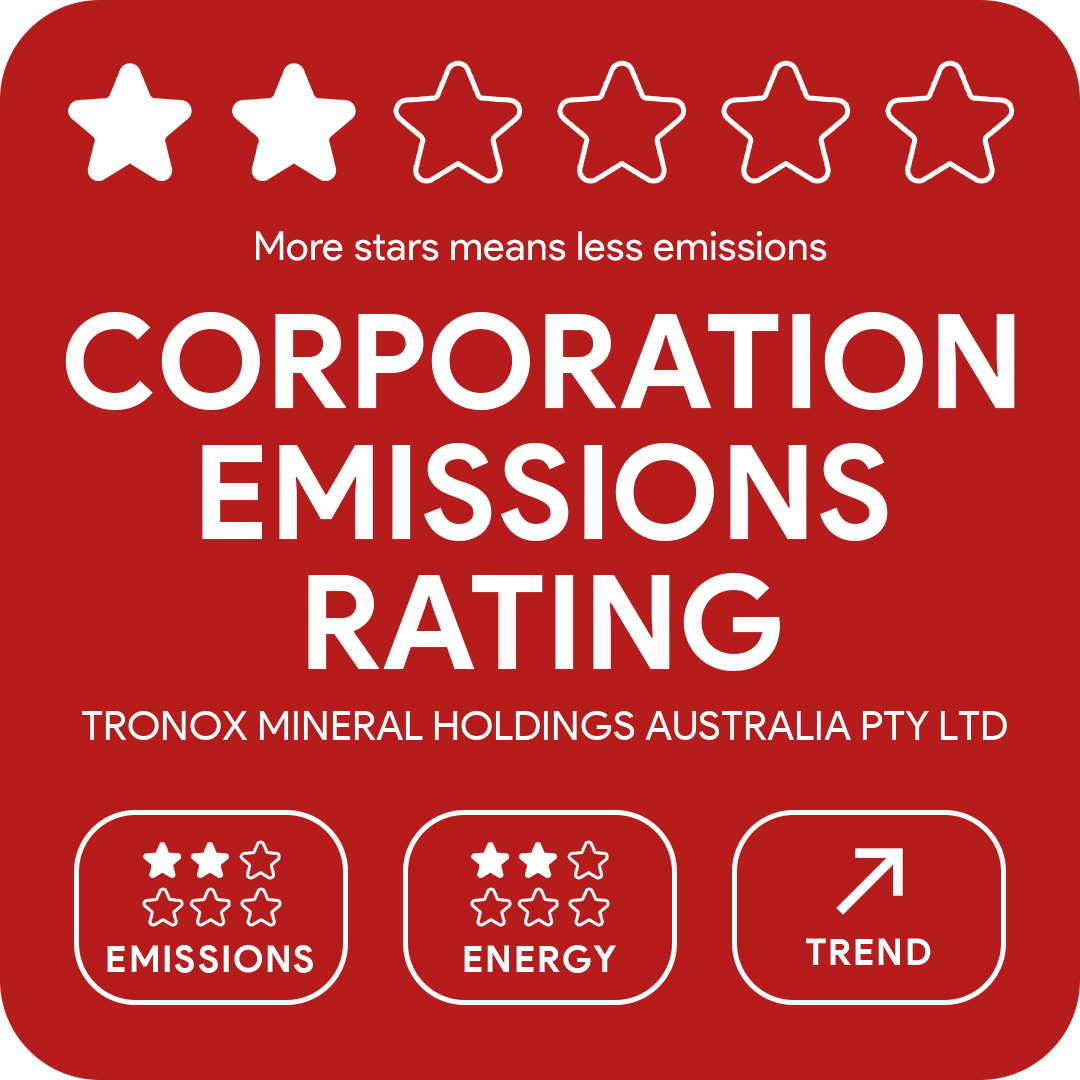 More stars means less emissions
CORPORATION
EMISSIONS
RATING
TRONOX MINERAL HOLDINGS AUSTRALIA PTY LTD
EMISSIONS
ENERGY
TREND